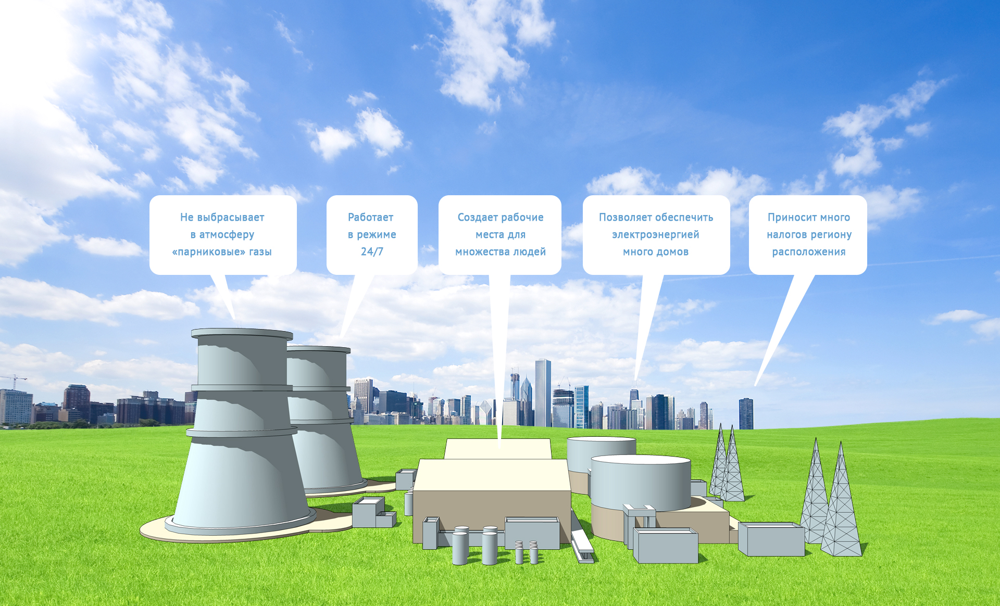 Не выбрасывает
в атмосферу
«парниковые» газы
Работает
в режиме
24/7
Создает рабочие
места для
множества людей
Позволяет обеспечить
электроэнергией
много домов
Приносит много
налогов региону
расположения